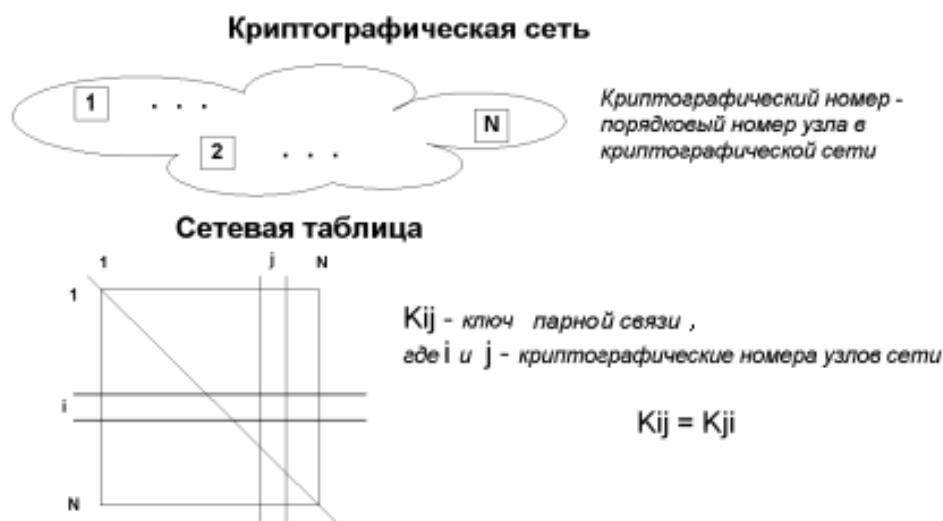 Криптографическая сеть
1 . . .
N
2 . . .
Криптографический номер -
порядковый номер узла в
криптографической сети
Сетевая таблица
1 j N
1
i
N
Kij - ключ парной связи ,
где i и j - криптографические номера узлов сети
Kij = Kji